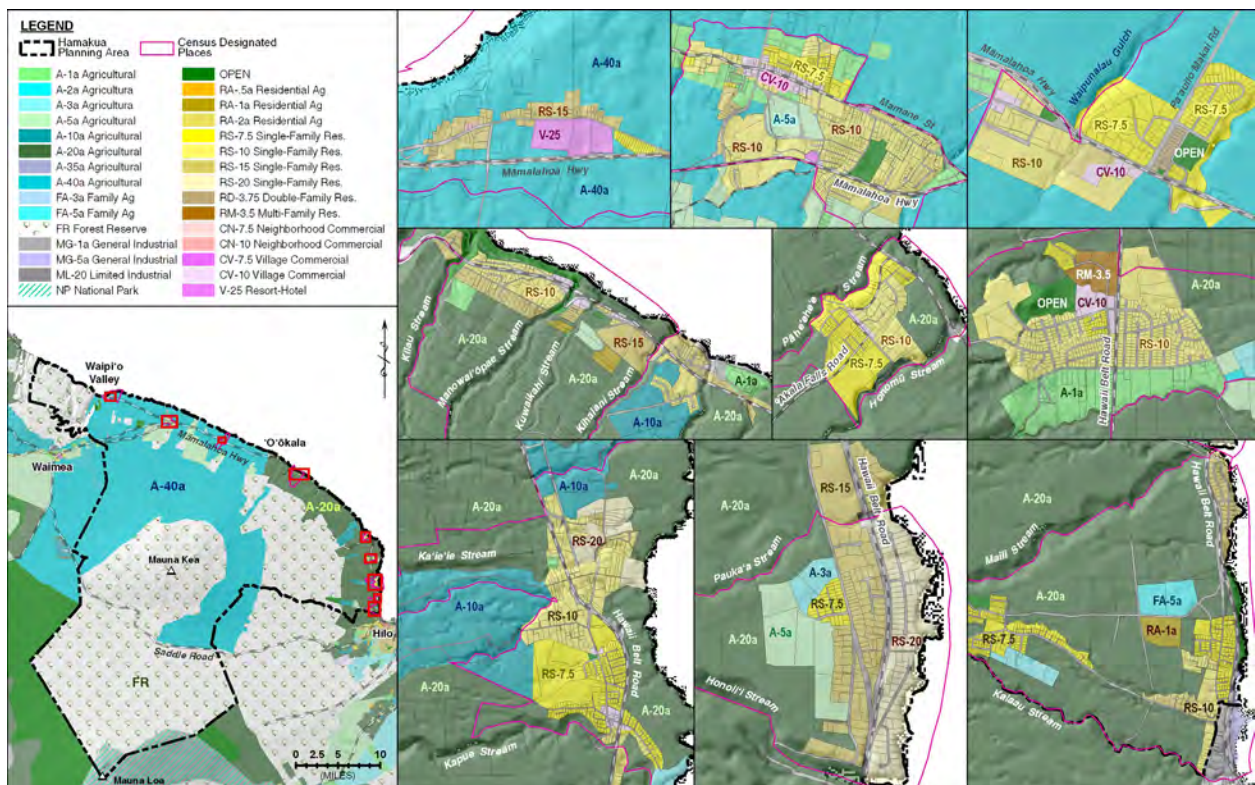 LEGEND
Hamakua Planning Area
Census Designated Places
A-1a Agricultural
A-2a Agricultura
A-3a Agricultura
A-5a Agricultural
A-10a Agricultural
A-20a Agricultural
A-35a Agricultural
A-40a Agricultural
FA-3a Family Ag
FA-5a Family Ag
FR Forest Reserve
MG-1a General Industrial
MG-5a General Industrial
ML-20 Limited Industrial
NP National Park
OPEN
RA-.5a Residential Ag
RA-1a Residential Ag
RA-2a Residential Ag
RS-7.5 Single-Family Res.
RS-10 Single-Family Res.
RS-15 Single-Family Res.
RS-20 Single-Family Res.
RD-3.75 Double-Family Res.
RM-3.5 Multi-Family Res.
CN-7.5 Neighborhood Commercial
CN-10 Neighborhood Commercial
CV-7.5 Village Commercial
CV-10 Village Commercial
V-25 Resort-Hotel
A-40a
RS-15
V-25
Māmalahoa Hwy
A-40a
RS-7.5
CV-10
Mamane St
A-5a
RS-10
RS-10
Māmalahoa Hwy
Māmalahoa Hwy
Waipunalau Gulch
Pa'auilo Makai Rd
RS-7.5
RS-7.5
OPEN
RS-10
CV-10
Kilau Stream
RS-10
A-20a
Manowai'ōpae Stream
Kuwaikahi Stream
A-20a
RS-15
Kihalani Stream
A-1a
A-10a
A-20a
Pāhe'ehe'e Stream
A-20a
RS-10
RS-7.5
'Akaka Falls Road
Honomū Stream
RM-3.5
A-20a
OPEN
CV-10
RS-10
Hawaii Belt Road
A-1a
Waipi'o Valley
'O'ōkala
Māmalahoa Hwy
Waimea
A-40a
A-20a
Mauna Kea
Hilo
Saddle Road
FR
0 2.5 5 10
(MILES)
Mauna Loa
A-10a
A-20a
A-20a
RS-20
Ka'ie'ie Stream
A-10a
RS-10
Hawaii Belt Road
RS-7.5
A-20a
A-20a
Kapue Stream
RS-15
Hawaii Belt Road
A-20a
Pauka'a Stream
A-3a
RS-7.5
A-20a
A-5a
RS-20
Honoli'i Stream
A-20a
Hawaii Belt Road
Maili Stream
A-20a
FA-5a
RA-1a
RS-7.5
A-20a
RS-10